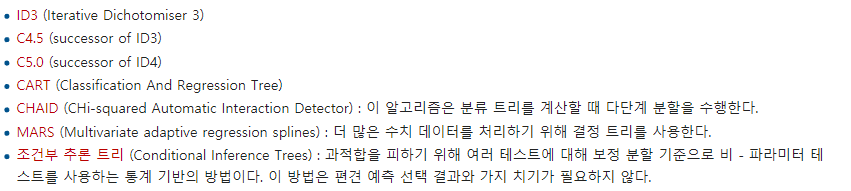 ID3 (Iterative Dichotomiser 3)
C4.5 (successor of ID3)
C5.0 (successor of ID4)
CART (Classification And Regression Tree)
CHAID (CHi-squared Automatic Interaction Detector) : 이 알고리즘은 분류 트리를 계산할 때 다단계 분할을 수행한다.
MARS (Multivariate adaptive regression splines) : 더 많은 수치 데이터를 처리하기 위해 결정 트리를 사용한다.
조건부 추론 트리 (Conditional Inference Trees) : 과적합을 피하기 위해 여러 테스트에 대해 보정 분할 기준으로 비 - 파라미터 테
스트를 사용하는 통계 기반의 방법이다. 이 방법은 편견 예측 선택 결과와 가지 치기가 필요하지 않다.